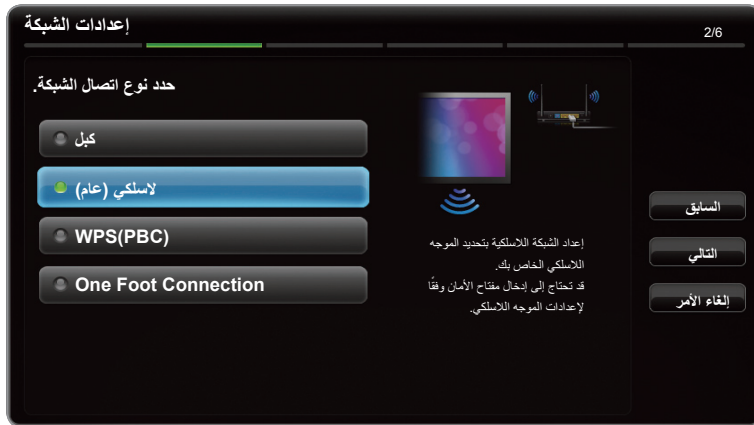 إعدادات الشبكة
2/6
حدد نوع اتصال الشبكة.
كبل
لاسلكي (عام)
WPS(PBC)
One Foot Connection
إعداد الشبكة اللاسلكية بتحديد الموجه
اللاسلكي الخاص بك.
قد تحتاج إلى إدخال مفتاح الأمان وفقًا
لإعدادات الموجه اللاسلكي.
السابق
التالي
إلغاء الأمر